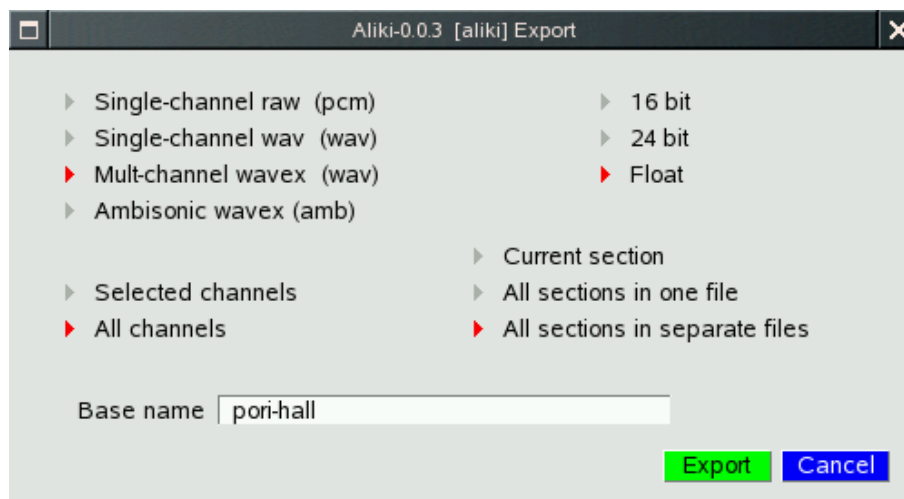 Aliki-0.0.3 [aliki] Export
Single-channel raw (pcm)
16 bit
Single-channel wav (wav)
24 bit
Mult-channel wavex (wav)
Float
Ambisonic wavex (amb)
Current section
Selected channels
All sections in one file
All channels
All sections in separate files
Base name pori-hall
Export Cancel